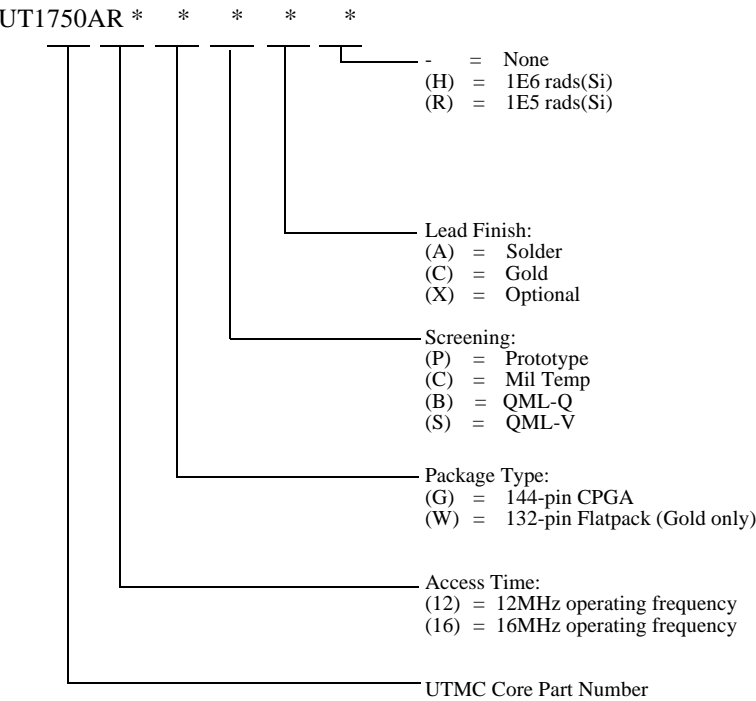 UT1750AR * * * * *
- = None
(H) = 1E6 rads(Si)
(R) = 1E5 rads(Si)
Lead Finish:
(A) = Solder
(C) = Gold
(X) = Optional
Screening:
(P) = Prototype
(C) = Mil Temp
(B) = QML-Q
(S) = QML-V
Package Type:
(G) = 144-pin CPGA
(W) = 132-pin Flatpack (Gold only)
Access Time:
(12) = 12MHz operating frequency
(16) = 16MHz operating frequency
UTMC Core Part Number